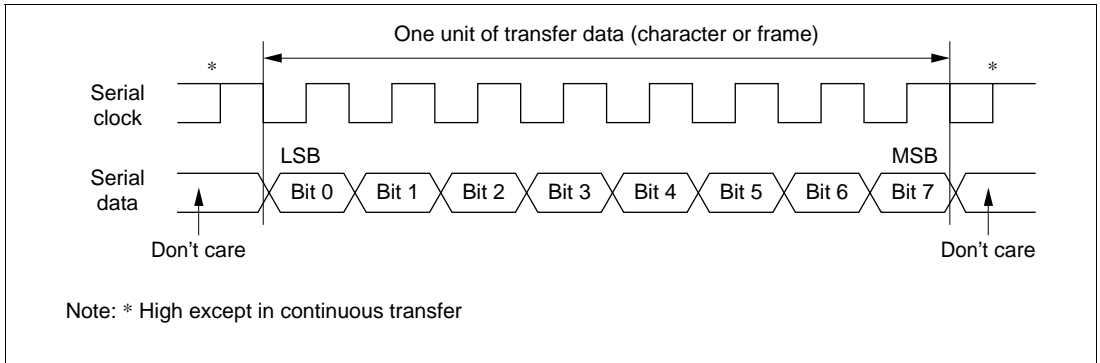 One unit of transfer data (character or frame)
* *
Serial
clock
LSB MSB
Serial
data
Bit 0 Bit 1 Bit 2 Bit 3 Bit 4 Bit 5 Bit 6 Bit 7
Don't care Don't care
Note: * High except in continuous transfer